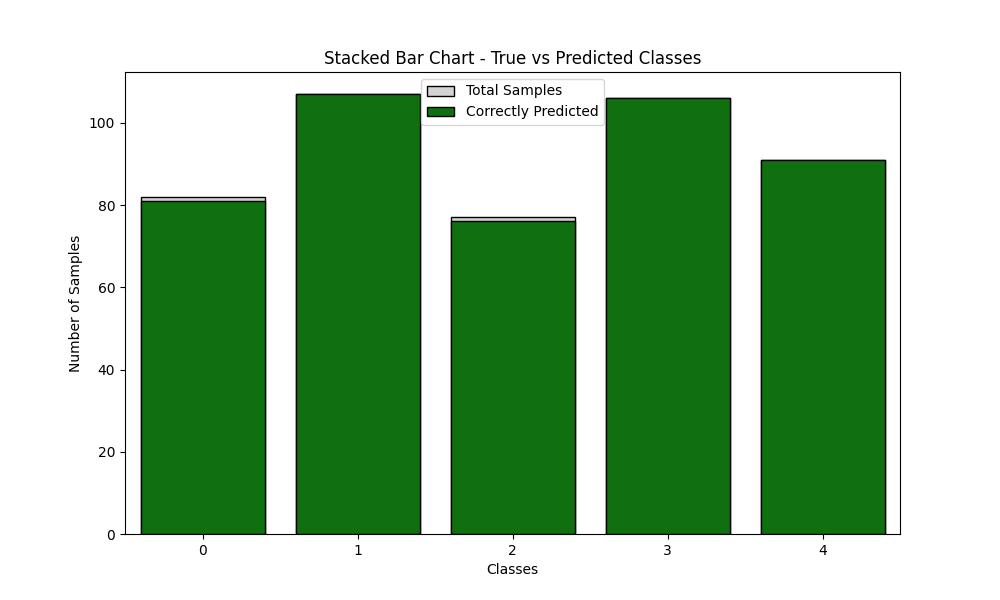 Stacked Bar Chart - True vs Predicted Classes
Total Samples
Correctly Predicted
Number of Samples
100
80
60
40
20
0
0 1 2 3 4
Classes